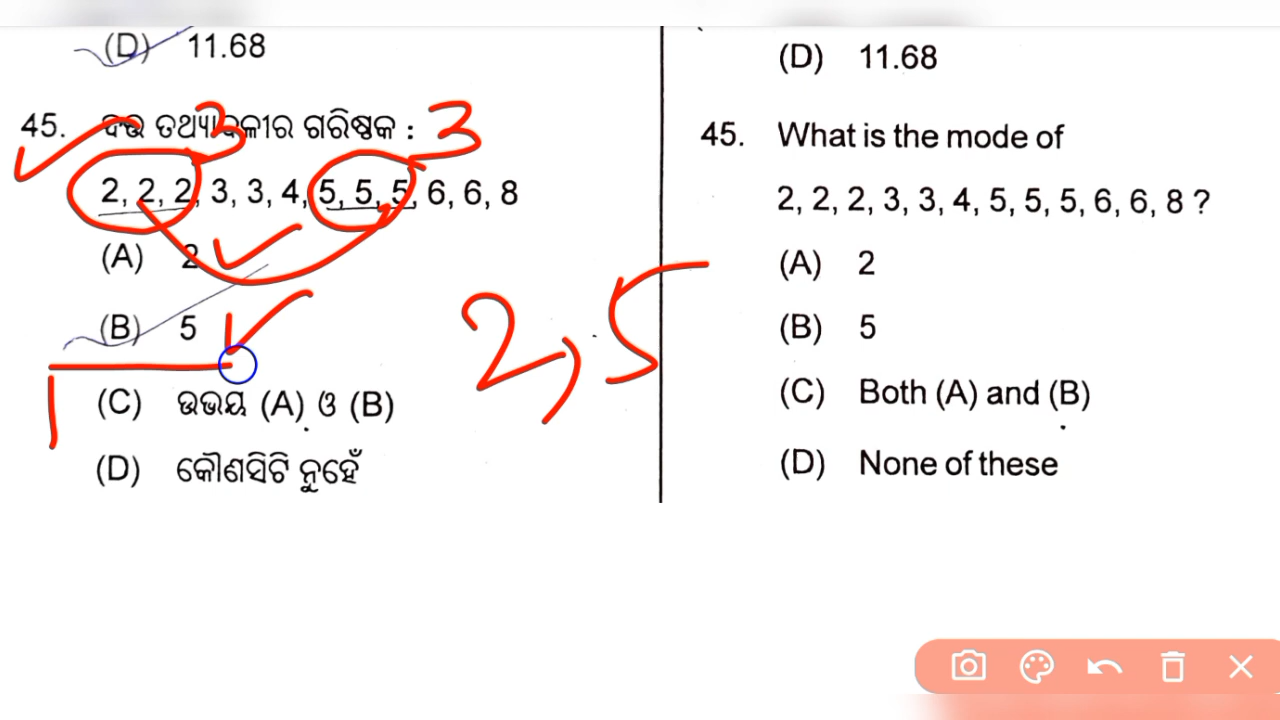 (D) 11.68
45. ଦତ୍ତ ତଥ୍ୟାବଳୀର ଗରିଷ୍ଠକ : 3 3
2, 2, 2, 3, 3, 4, 5, 5, 5, 6, 6, 8
(A) 2
(B) 5
2, 5
(C) ଉଭୟ (A) ଓ (B)
(D) କୌଣସିଟି ନୁହେଁ
(D) 11.68
45. What is the mode of
2, 2, 2, 3, 3, 4, 5, 5, 5, 6, 6, 8 ?
(A) 2
(B) 5
(C) Both (A) and (B)
(D) None of these